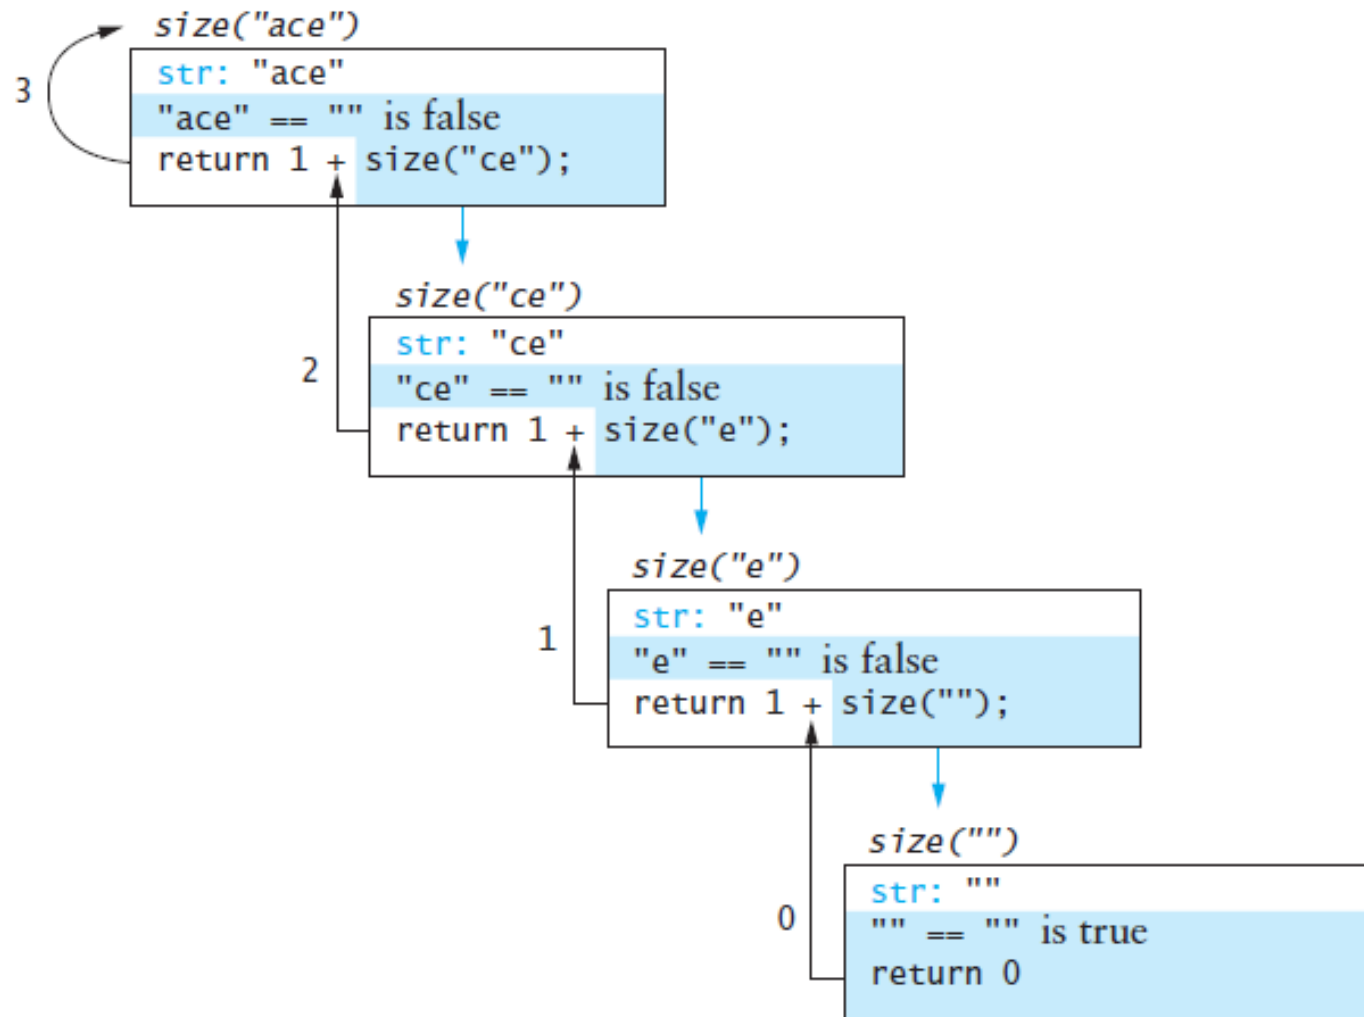 size("ace")
3
str: "ace"
"ace" == "" is false
return 1 + size("ce");
size("ce")
2
str: "ce"
"ce" == "" is false
return 1 + size("e");
size("e")
1
str: "e"
"e" == "" is false
return 1 + size("");
size("")
0
str: ""
"" == "" is true
return 0